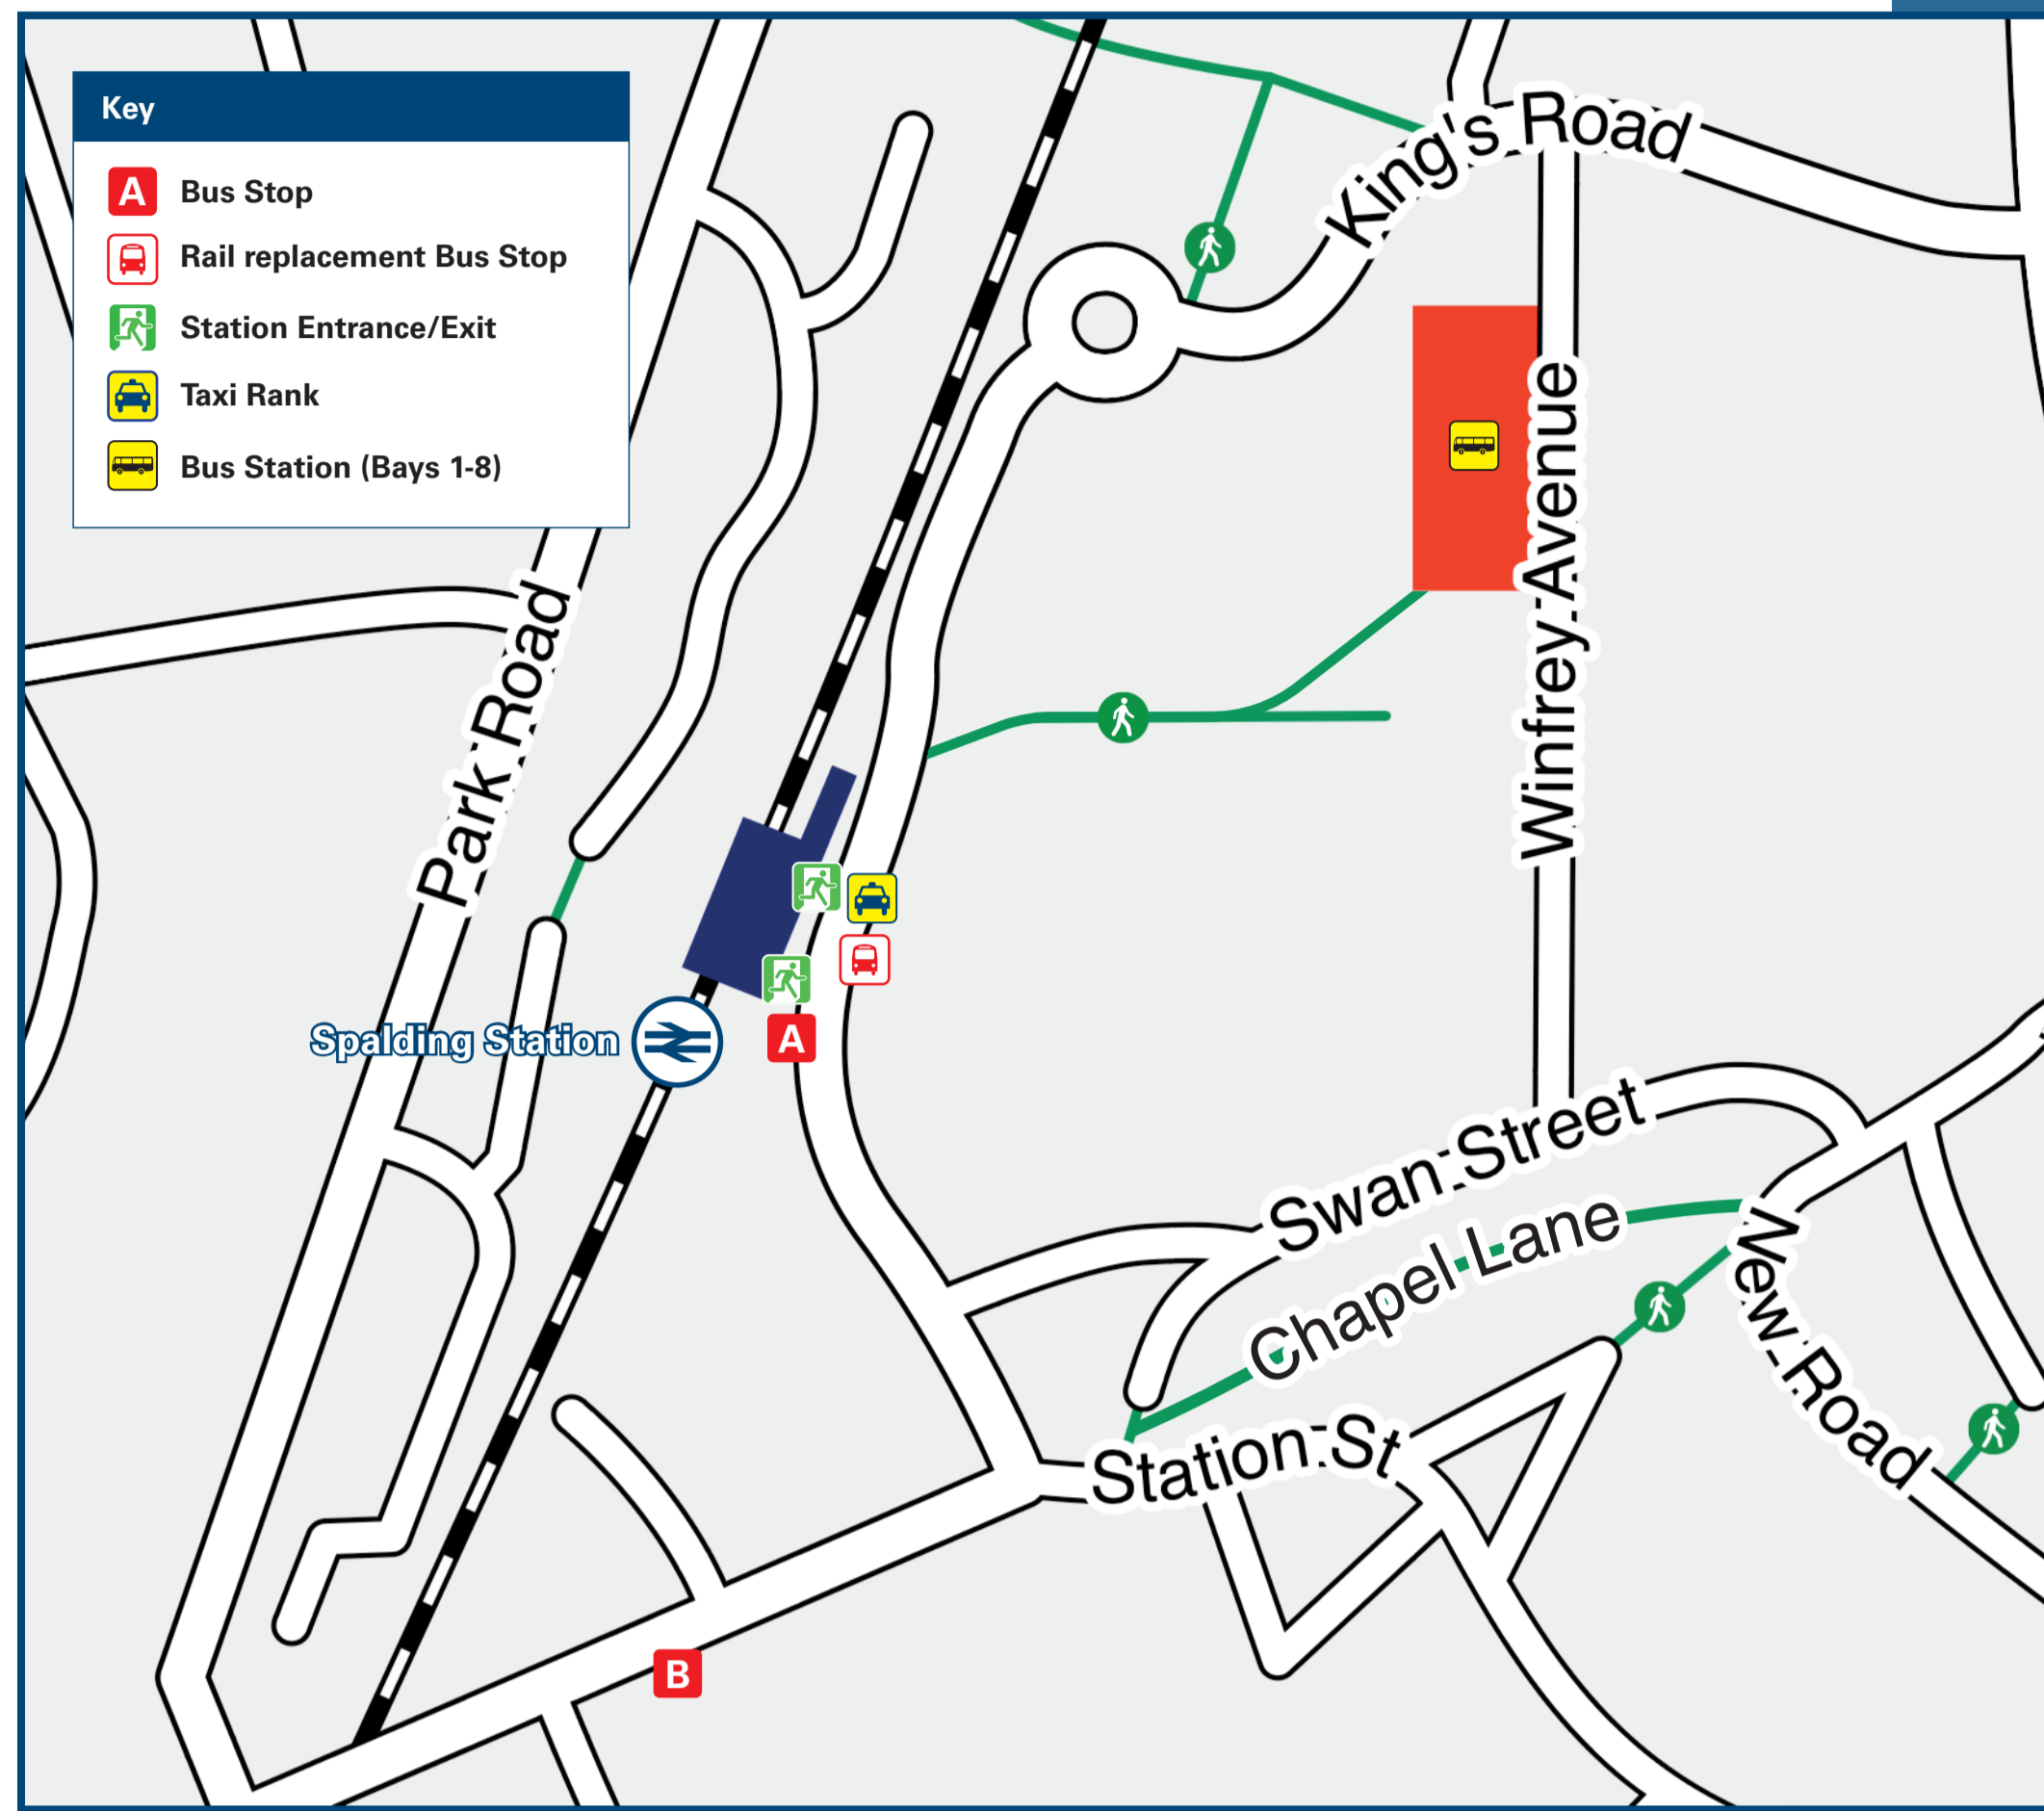 Key
A Bus Stop
Rail replacement Bus Stop
Station Entrance/Exit
Taxi Rank
Bus Station (Bays 1-8)
King's Road
Winfrey Avenue
Park Road
Spalding Station
A
Swan Street
Chapel Lane
New Road
Station St
B